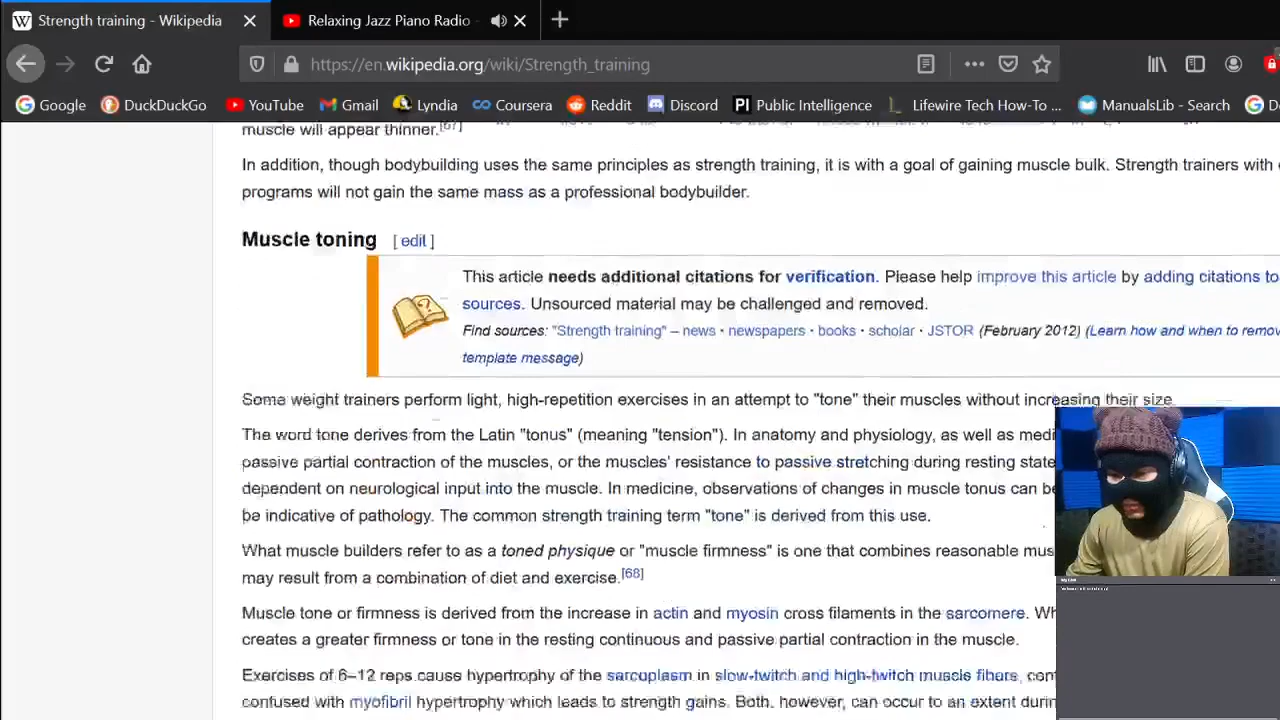 Strength training - Wikipedia
Relaxing Jazz Piano Radio -
https://en.wikipedia.org/wiki/Strength_training
Google DuckDuckGo YouTube Gmail Lyndia Coursera Reddit Discord PI Public Intelligence Lifewire Tech How-To ... ManualsLib - Search
muscle will appear thinner.[67]
In addition, though bodybuilding uses the same principles as strength training, it is with a goal of gaining muscle bulk. Strength trainers with
programs will not gain the same mass as a professional bodybuilder.
Muscle toning [ edit ]
This article needs additional citations for verification. Please help improve this article by adding citations to
sources. Unsourced material may be challenged and removed.
Find sources: "Strength training" – news · newspapers · books · scholar · JSTOR (February 2012) (Learn how and when to remov
template message)
Some weight trainers perform light, high-repetition exercises in an attempt to "tone" their muscles without increasing their size.
The word tone derives from the Latin "tonus" (meaning "tension"). In anatomy and physiology, as well as medi
passive partial contraction of the muscles, or the muscles' resistance to passive stretching during resting state
dependent on neurological input into the muscle. In medicine, observations of changes in muscle tonus can be
be indicative of pathology. The common strength training term "tone" is derived from this use.
What muscle builders refer to as a toned physique or "muscle firmness" is one that combines reasonable mus
may result from a combination of diet and exercise.[68]
Muscle tone or firmness is derived from the increase in actin and myosin cross filaments in the sarcomere. Wh
creates a greater firmness or tone in the resting continuous and passive partial contraction in the muscle.
Exercises of 6–12 reps cause hypertrophy of the sarcoplasm in slow-twitch and high-twitch muscle fibers, con
confused with myofibril hypertrophy which leads to strength gains. Both, however, can occur to an extent durin